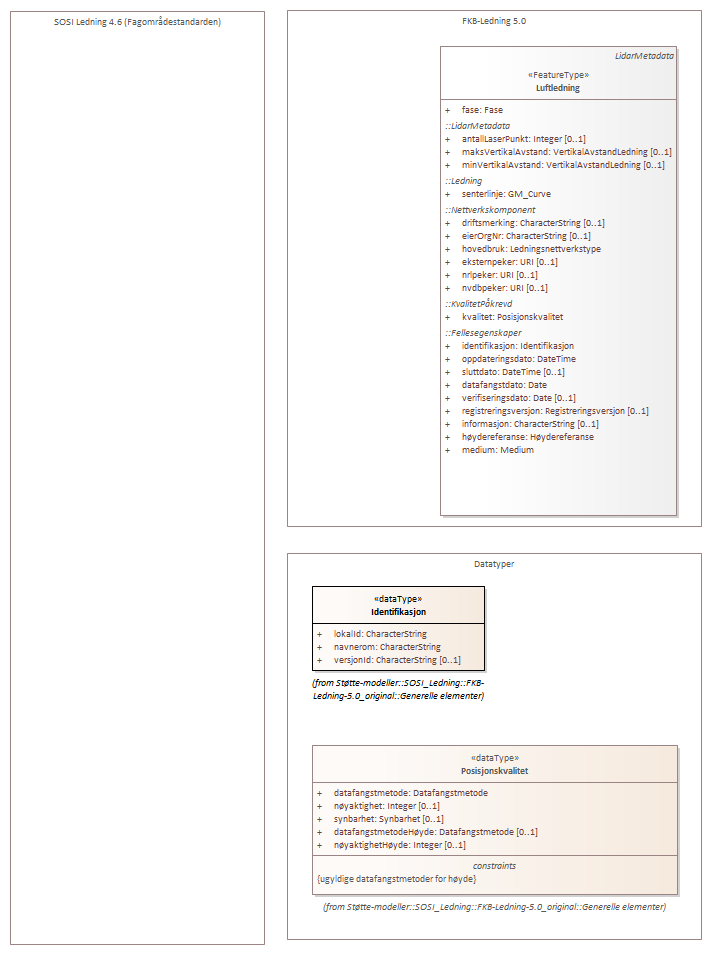 SOSI Ledning 4.6 (Fagområdestandarden)
FKB-Ledning 5.0
LidarMetadata
«FeatureType»
Luftledning
+ fase: Fase
::LidarMetadata
+ antallLaserPunkt: Integer [0..1]
+ maksVertikalAvstand: VertikalAvstandLedning [0..1]
+ minVertikalAvstand: VertikalAvstandLedning [0..1]
::Ledning
+ senterlinje: GM_Curve
::Nettverkskomponent
+ driftsmerking: CharacterString [0..1]
+ eierOrgNr: CharacterString [0..1]
+ hovedbruk: Ledningsnettverkstype
+ eksternpeker: URI [0..1]
+ nrlpeker: URI [0..1]
+ nvdbpeker: URI [0..1]
::KvalitetPåkrevd
+ kvalitet: Posisjonskvalitet
::Fellesegenskaper
+ identifikasjon: Identifikasjon
+ oppdateringsdato: DateTime
+ sluttdato: DateTime [0..1]
+ datafangstdato: Date
+ verifiseringsdato: Date [0..1]
+ registreringsversjon: Registreringsversjon [0..1]
+ informasjon: CharacterString [0..1]
+ høydereferanse: Høydereferanse
+ medium: Medium
Datatyper
«dataType»
Identifikasjon
+ lokalId: CharacterString
+ navnerom: CharacterString
+ versjonId: CharacterString [0..1]
(from Støtte-modeller::SOSI_Ledning::FKB-
Ledning-5.0_original::Generelle elementer)
«dataType»
Posisjonskvalitet
+ datafangstmetode: Datafangstmetode
+ nøyaktighet: Integer [0..1]
+ synbarhet: Synbarhet [0..1]
+ datafangstmetodeHøyde: Datafangstmetode [0..1]
+ nøyaktighetHøyde: Integer [0..1]
constraints
{ugyldige datafangstmetoder for høyde}
(from Støtte-modeller::SOSI_Ledning::FKB-Ledning-5.0_original::Generelle elementer)